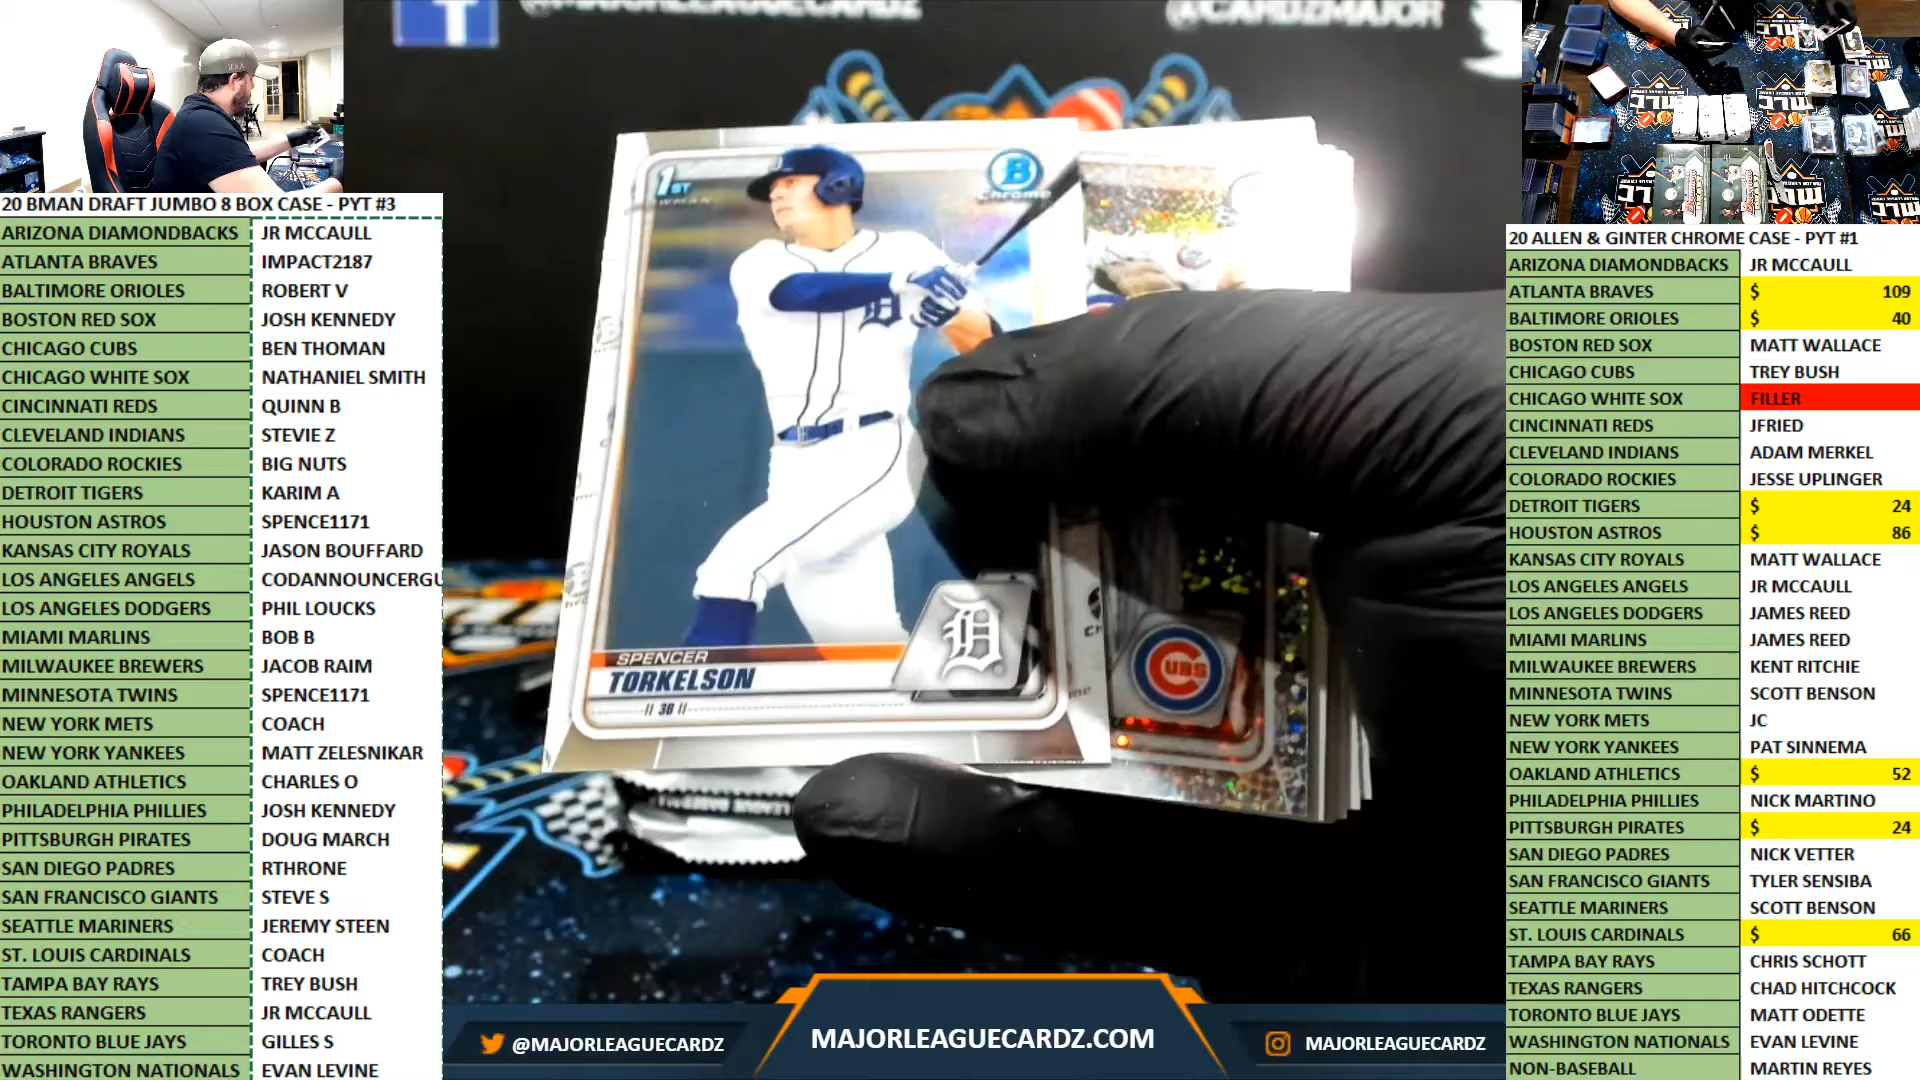 @MAJORLEAGUECARDZ
@CARDZMAJOR
U.S.A.
20 BMAN DRAFT JUMBO 8 BOX CASE - PYT #3
ARIZONA DIAMONDBACKS JR MCCAULL
ATLANTA BRAVES IMPACT2187
BALTIMORE ORIOLES ROBERT V
BOSTON RED SOX JOSH KENNEDY
CHICAGO CUBS BEN THOMAN
CHICAGO WHITE SOX NATHANIEL SMITH
CINCINNATI REDS QUINN B
CLEVELAND INDIANS STEVIE Z
COLORADO ROCKIES BIG NUTS
DETROIT TIGERS KARIM A
HOUSTON ASTROS SPENCE1171
KANSAS CITY ROYALS JASON BOUFFARD
LOS ANGELES ANGELS CODANNOUNCERGU
LOS ANGELES DODGERS PHIL LOUCKS
MIAMI MARLINS BOB B
MILWAUKEE BREWERS JACOB RAIM
MINNESOTA TWINS SPENCE1171
NEW YORK METS COACH
NEW YORK YANKEES MATT ZELESNIKAR
OAKLAND ATHLETICS CHARLES O
PHILADELPHIA PHILLIES JOSH KENNEDY
PITTSBURGH PIRATES DOUG MARCH
SAN DIEGO PADRES RTHRONE
SAN FRANCISCO GIANTS STEVE S
SEATTLE MARINERS JEREMY STEEN
ST. LOUIS CARDINALS COACH
TAMPA BAY RAYS TREY BUSH
TEXAS RANGERS JR MCCAULL
TORONTO BLUE JAYS GILLES S
WASHINGTON NATIONALS EVAN LEVINE
1ST
B
Chrome
D
SPENCER
TORKELSON
// 3B //
D
CUBS
@MAJORLEAGUECARDZ
MAJORLEAGUECARDZ.COM
MAJORLEAGUECARDZ
20 ALLEN & GINTER CHROME CASE - PYT #1
ARIZONA DIAMONDBACKS JR MCCAULL
ATLANTA BRAVES $ 109
BALTIMORE ORIOLES $ 40
BOSTON RED SOX MATT WALLACE
CHICAGO CUBS TREY BUSH
CHICAGO WHITE SOX FILLER
CINCINNATI REDS JFRIED
CLEVELAND INDIANS ADAM MERKEL
COLORADO ROCKIES JESSE UPLINGER
DETROIT TIGERS $ 24
HOUSTON ASTROS $ 86
KANSAS CITY ROYALS MATT WALLACE
LOS ANGELES ANGELS JR MCCAULL
LOS ANGELES DODGERS JAMES REED
MIAMI MARLINS JAMES REED
MILWAUKEE BREWERS KENT RITCHIE
MINNESOTA TWINS SCOTT BENSON
NEW YORK METS JC
NEW YORK YANKEES PAT SINNEMA
OAKLAND ATHLETICS $ 52
PHILADELPHIA PHILLIES NICK MARTINO
PITTSBURGH PIRATES $ 24
SAN DIEGO PADRES NICK VETTER
SAN FRANCISCO GIANTS TYLER SENSIBA
SEATTLE MARINERS SCOTT BENSON
ST. LOUIS CARDINALS $ 66
TAMPA BAY RAYS CHRIS SCHOTT
TEXAS RANGERS CHAD HITCHCOCK
TORONTO BLUE JAYS MATT ODETTE
WASHINGTON NATIONALS EVAN LEVINE
NON-BASEBALL MARTIN REYES